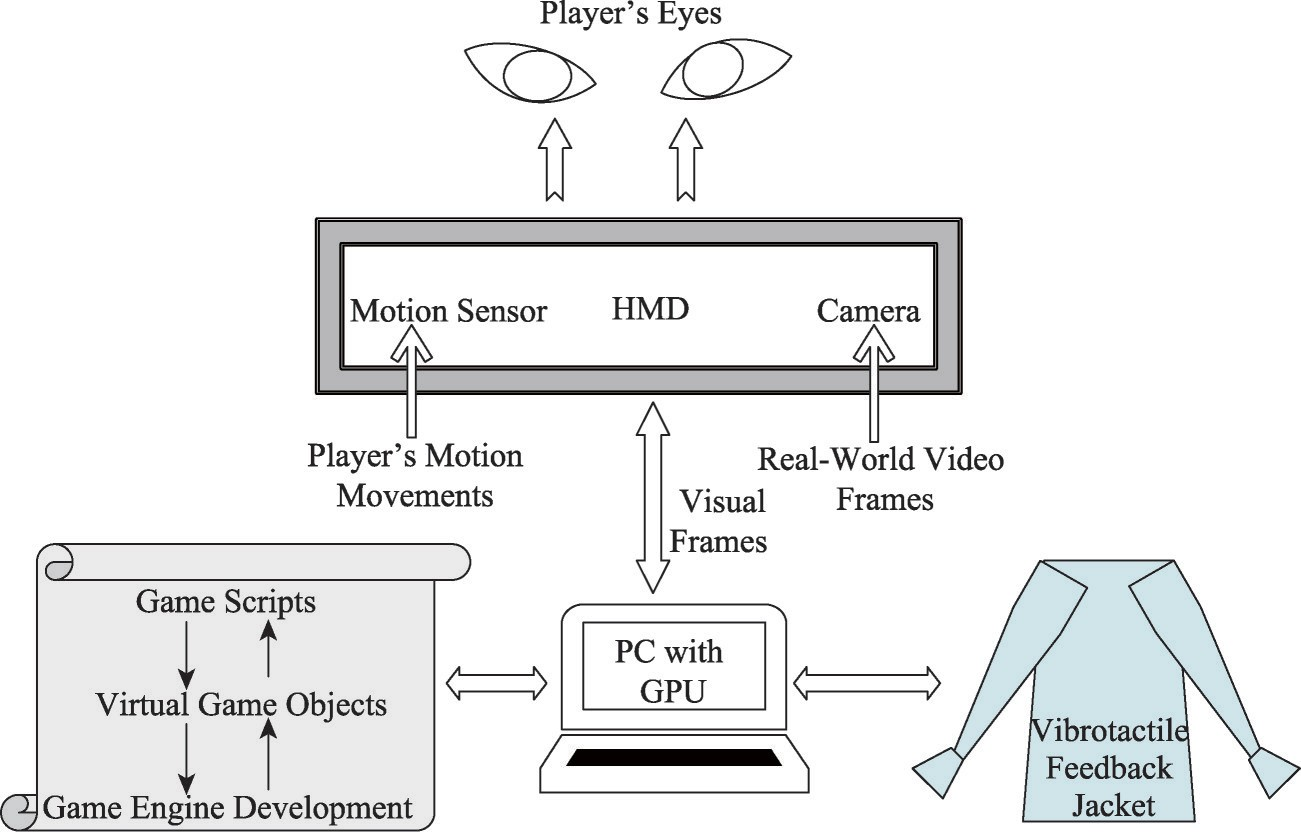 Player’s Eyes
Motion Sensor
HMD
Camera
Player’s Motion
Movements
Real-World Video
Frames
Visual
Frames
Game Scripts
Virtual Game Objects
Game Engine Development
PC with
GPU
Vibrotactile
Feedback
Jacket